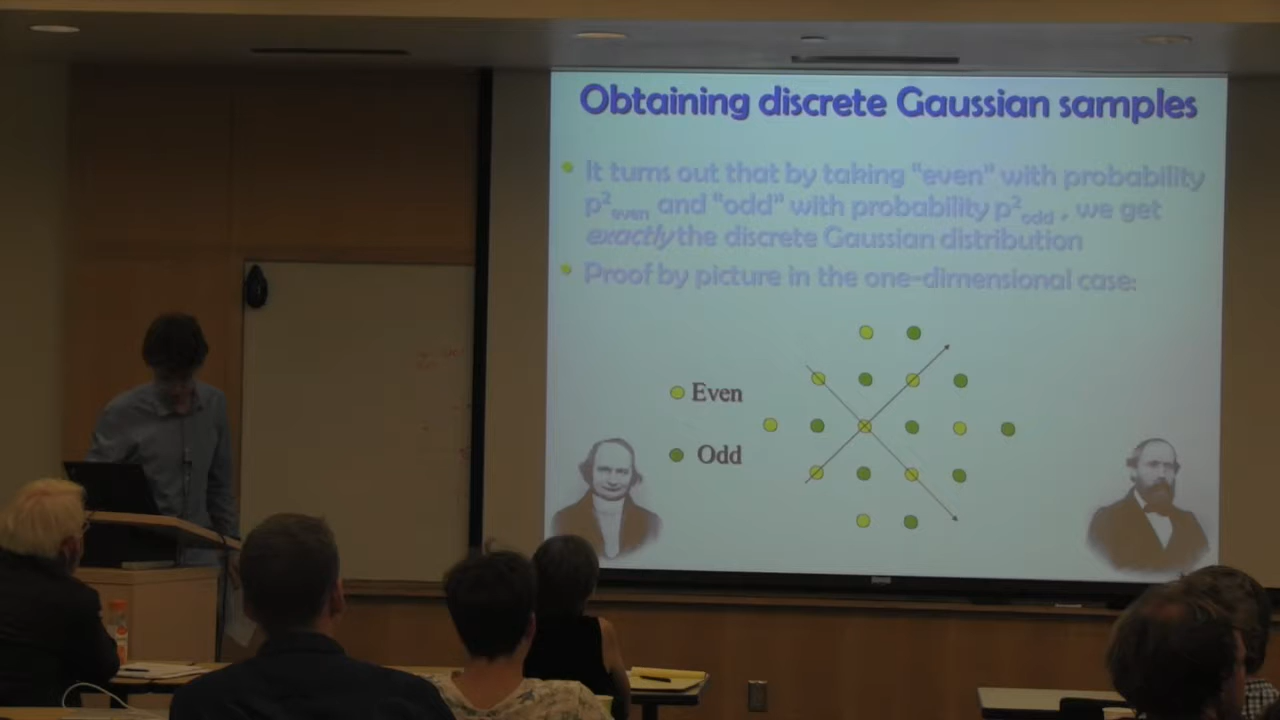 Obtaining discrete Gaussian samples
It turns out that by taking "even" with probability
p²even and "odd" with probability p²odd , we get
exactly the discrete Gaussian distribution
Proof by picture in the one-dimensional case:
Even
Odd